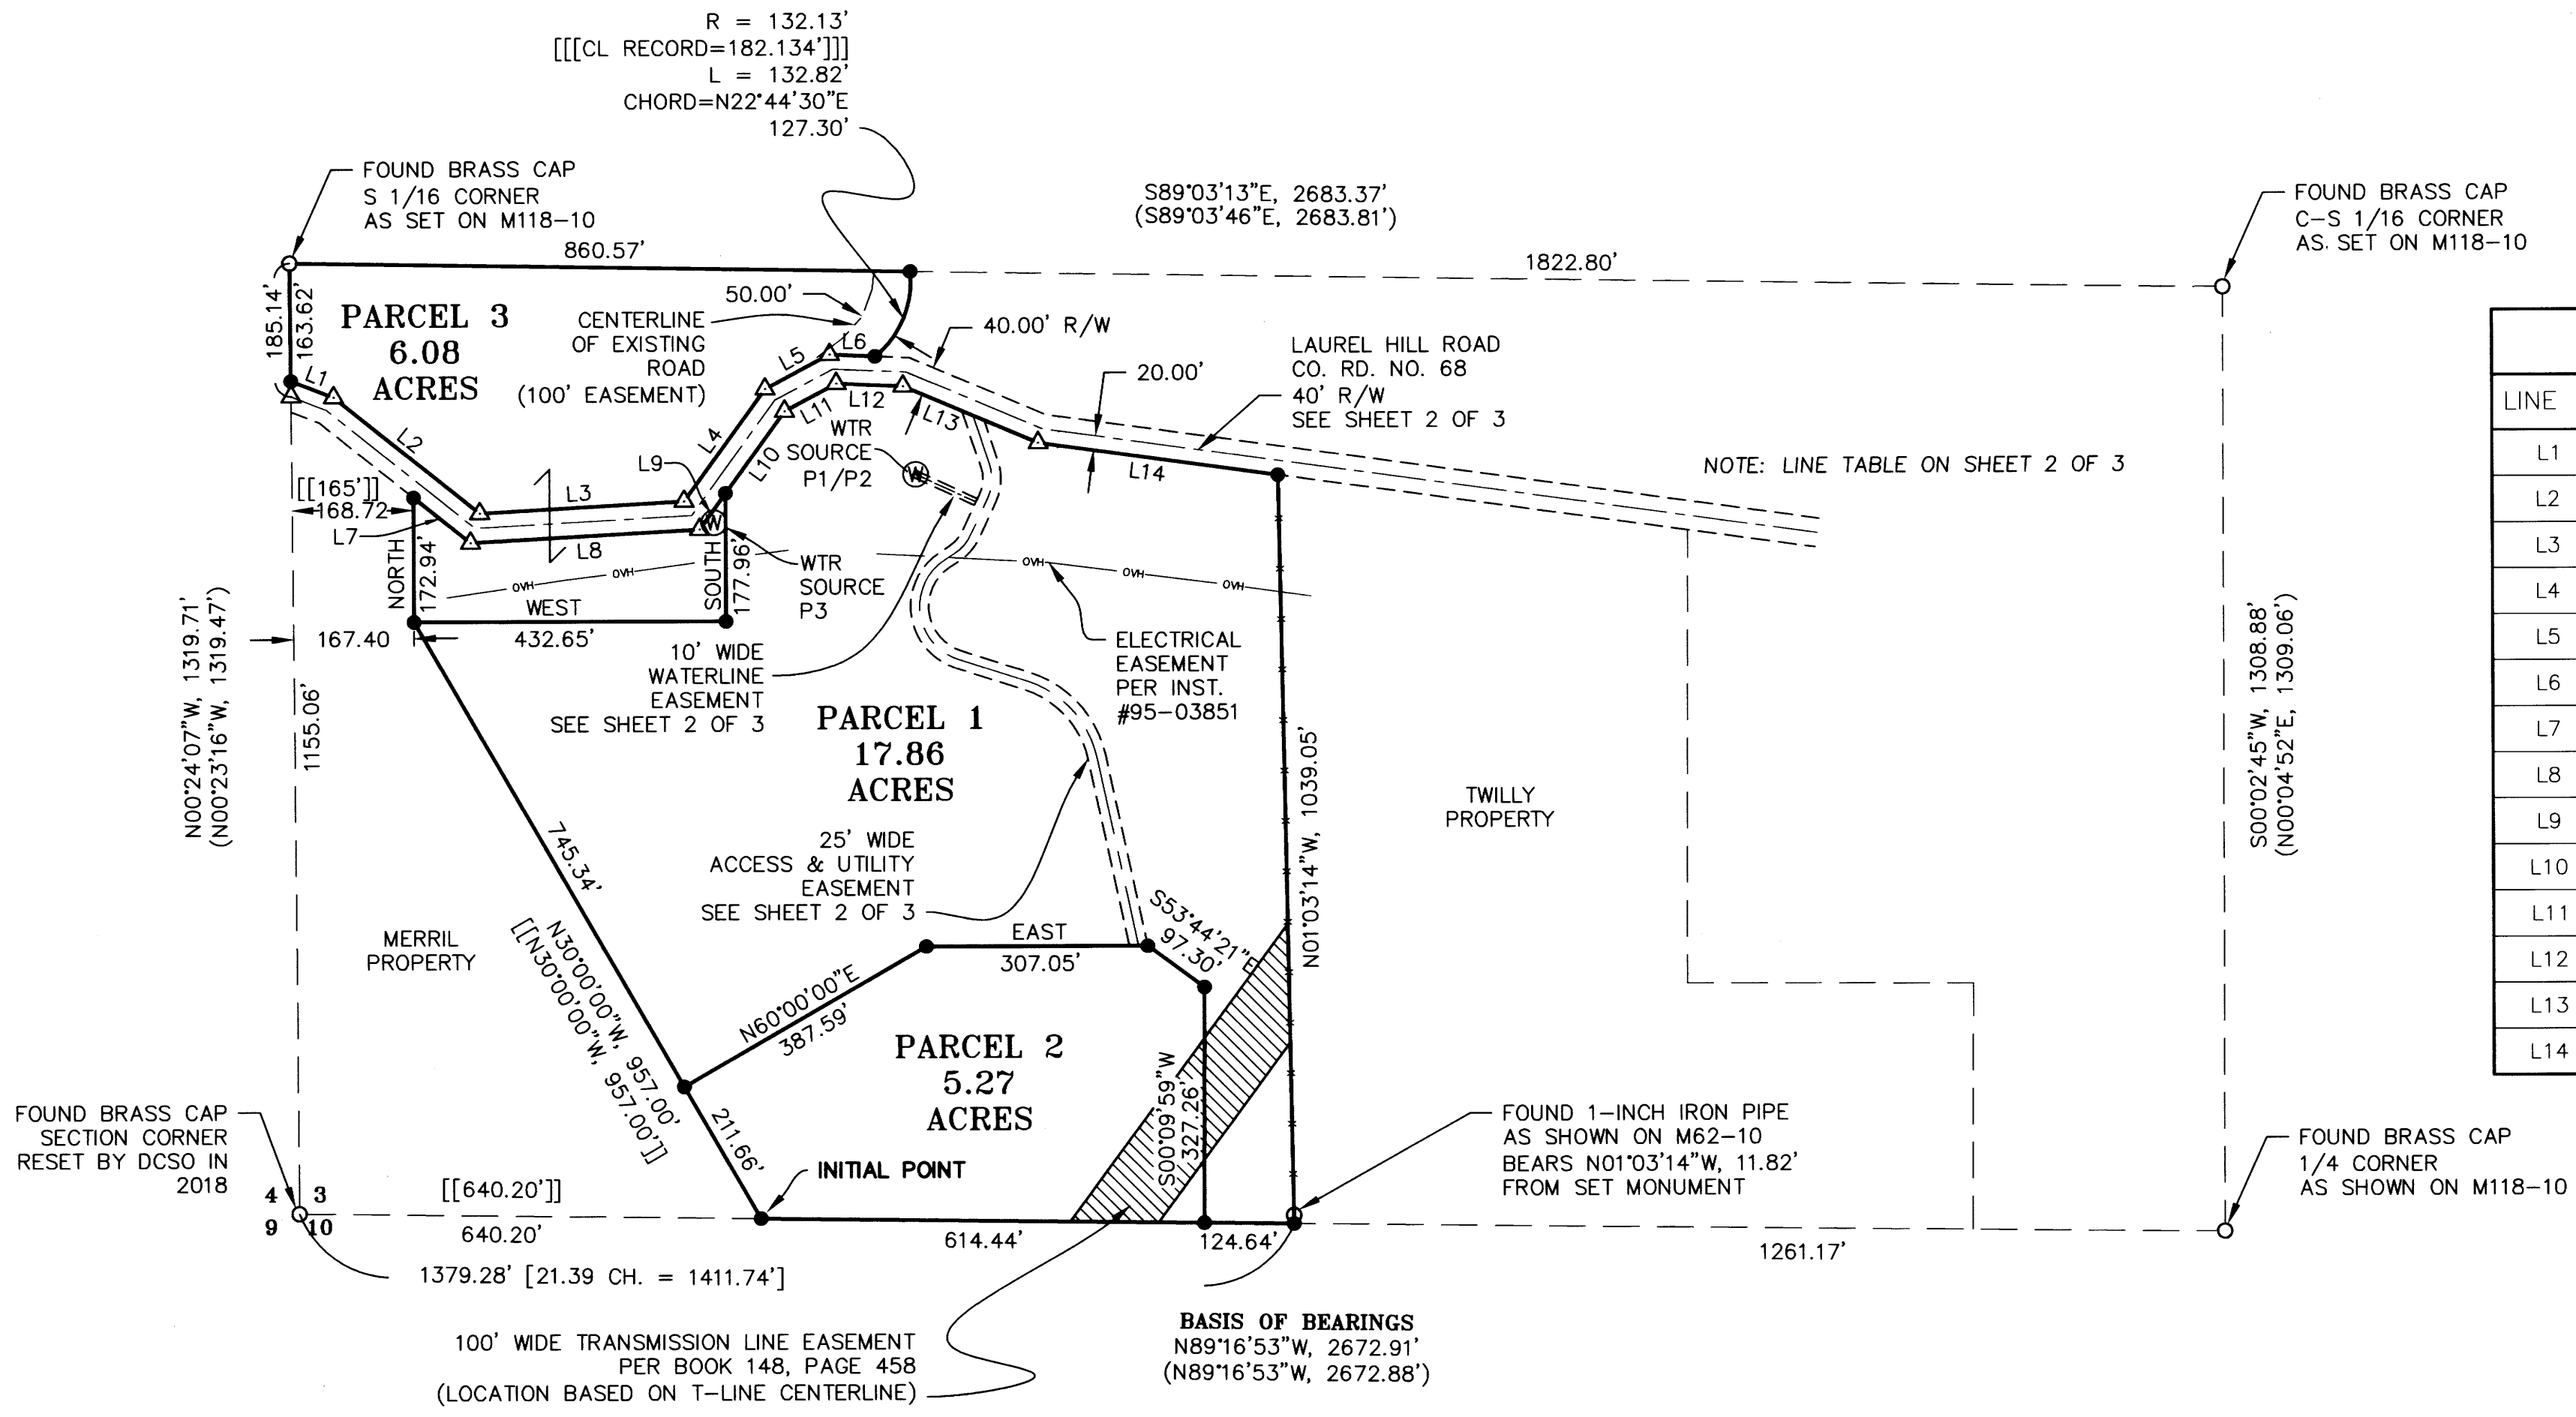 R = 132.13'
[[[CL RECORD=182.134']]]
L = 132.82'
CHORD=N22°44'30"E
127.30'
FOUND BRASS CAP
S 1/16 CORNER
AS SET ON M118-10
860.57'
S89°03'13"E, 2683.37'
(S89°03'46"E, 2683.81')
1822.80'
FOUND BRASS CAP
C-S 1/16 CORNER
AS SET ON M118-10
185.14'
163.62'
PARCEL 3
6.08
ACRES
50.00'
CENTERLINE
OF EXISTING
ROAD
(100' EASEMENT)
40.00' R/W
20.00'
LAUREL HILL ROAD
CO. RD. NO. 68
40' R/W
SEE SHEET 2 OF 3
NOTE: LINE TABLE ON SHEET 2 OF 3
L1
L2
L3
L4
L5
L6
L7
L8
L9
L10
L11
L12
L13
L14
WTR
SOURCE
P1/P2
W
W
WTR
SOURCE
P3
[[165']]
168.72
NORTH
172.94'
SOUTH
177.96'
WEST
432.65'
167.40
OVH
OVH
OVH
OVH
OVH
10' WIDE
WATERLINE
EASEMENT
SEE SHEET 2 OF 3
ELECTRICAL
EASEMENT
PER INST.
#95-03851
N00°24'07"W, 1319.71'
(N00°23'16"W, 1319.47')
1155.06'
PARCEL 1
17.86
ACRES
25' WIDE
ACCESS & UTILITY
EASEMENT
SEE SHEET 2 OF 3
TWILLY
PROPERTY
N01°03'14"W, 1039.05'
S00°02'45"W, 1308.88'
(N00°04'52"E, 1309.06')
MERRIL
PROPERTY
745.34'
N30°00'00"W, 957.00'
[[N30°00'00"W, 957.00']]
211.66'
N60°00'00"E
387.59'
EAST
307.05'
S53°44'21"E
97.30'
PARCEL 2
5.27
ACRES
S00°09'59"W
327.26'
INITIAL POINT
FOUND BRASS CAP
SECTION CORNER
RESET BY DCSO IN
2018
4 3
9 10
[[640.20']]
640.20'
1379.28' [21.39 CH. = 1411.74']
614.44'
124.64'
1261.17'
FOUND 1-INCH IRON PIPE
AS SHOWN ON M62-10
BEARS N01°03'14"W, 11.82'
FROM SET MONUMENT
FOUND BRASS CAP
1/4 CORNER
AS SHOWN ON M118-10
100' WIDE TRANSMISSION LINE EASEMENT
PER BOOK 148, PAGE 458
(LOCATION BASED ON T-LINE CENTERLINE)
BASIS OF BEARINGS
N89°16'53"W, 2672.91'
(N89°16'53"W, 2672.88')
LINE
L1
L2
L3
L4
L5
L6
L7
L8
L9
L10
L11
L12
L13
L14